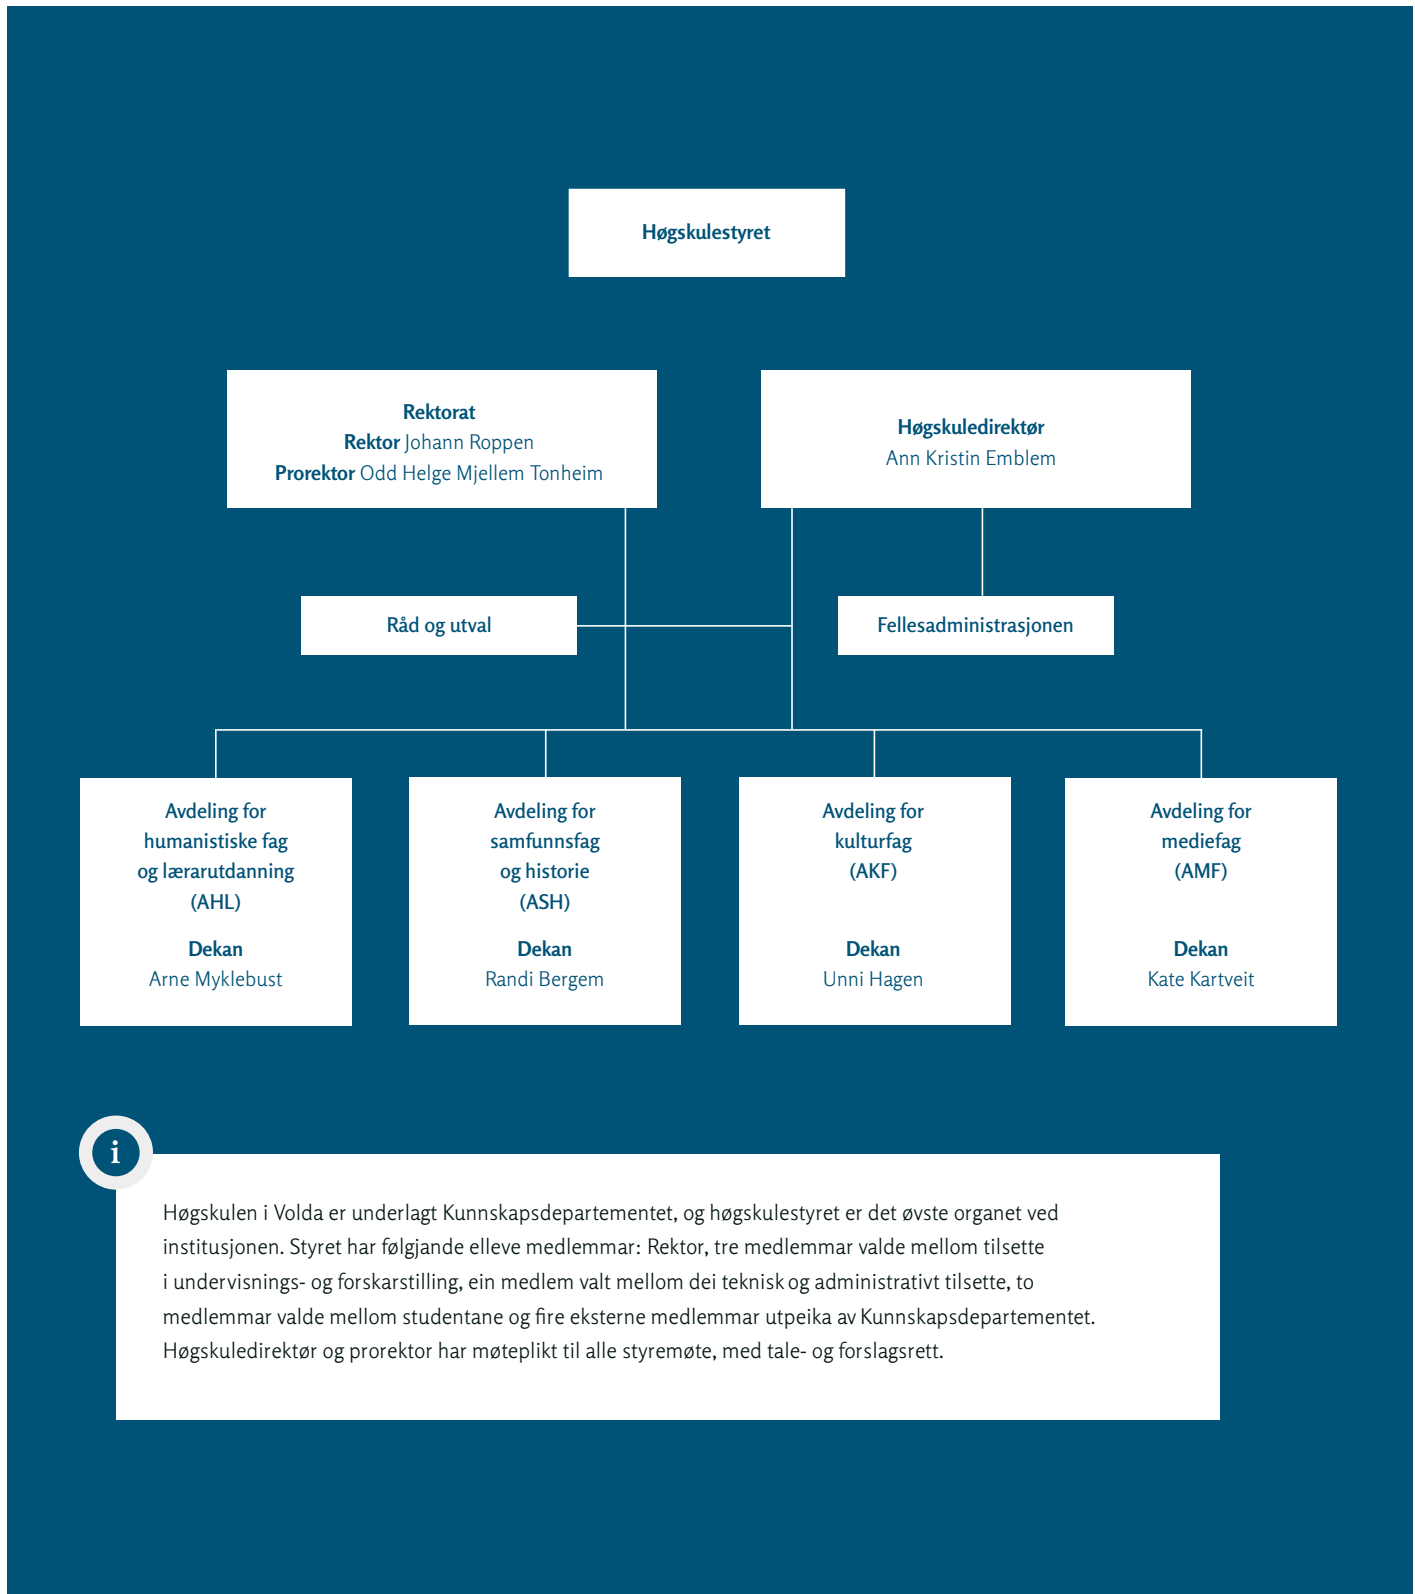 Høgskulestyret
Rektorat
Rektor Johann Roppen
Prorektor Odd Helge Mjellem Tonheim
Høgskuledirektør
Ann Kristin Emblem
Råd og utval
Fellesadministrasjonen
Avdeling for
humanistiske fag
og lærarutdanning
(AHL)
Dekan
Arne Myklebust
Avdeling for
samfunnsfag
og historie
(ASH)
Dekan
Randi Bergem
Avdeling for
kulturfag
(AKF)
Dekan
Unni Hagen
Avdeling for
mediefag
(AMF)
Dekan
Kate Kartveit
i
Høgskulen i Volda er underlagt Kunnskapsdepartementet, og høgskulestyret er det øvste organet ved
institusjonen. Styret har følgjande elleve medlemmar: Rektor, tre medlemmar valde mellom tilsette
i undervisnings- og forskarstilling, ein medlem valt mellom dei teknisk og administrativt tilsette, to
medlemmar valde mellom studentane og fire eksterne medlemmar utpeika av Kunnskapsdepartementet.
Høgskuledirektør og prorektor har møteplikt til alle styremøte, med tale- og forslagsrett.